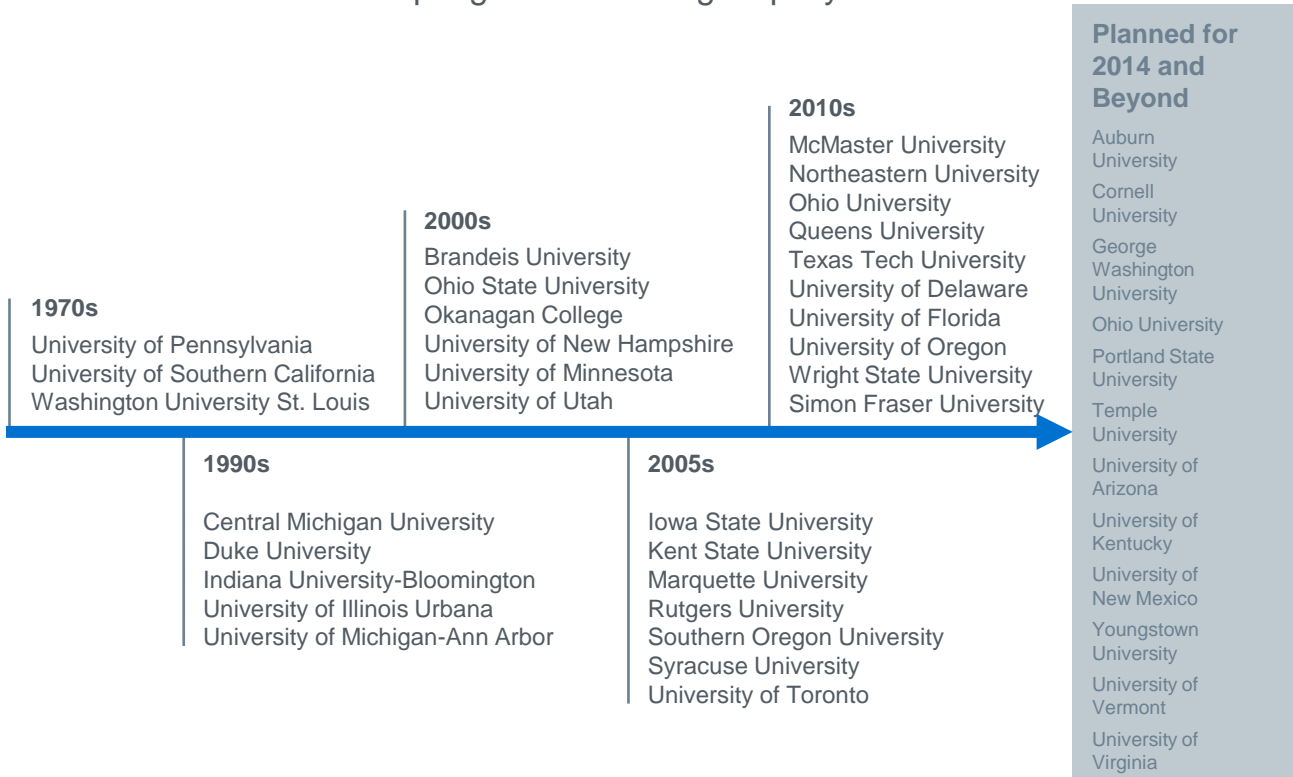 1970s
University of Pennsylvania
University of Southern California
Washington University St. Louis
1990s
Central Michigan University
Duke University
Indiana University-Bloomington
University of Illinois Urbana
University of Michigan-Ann Arbor
2000s
Brandeis University
Ohio State University
Okanagan College
University of New Hampshire
University of Minnesota
University of Utah
2005s
Iowa State University
Kent State University
Marquette University
Rutgers University
Southern Oregon University
Syracuse University
University of Toronto
2010s
McMaster University
Northeastern University
Ohio University
Queens University
Texas Tech University
University of Delaware
University of Florida
University of Oregon
Wright State University
Simon Fraser University
Planned for
2014 and
Beyond
Auburn
University
Cornell
University
George
Washington
University
Ohio University
Portland State
University
Temple
University
University of
Arizona
University of
Kentucky
University of
New Mexico
Youngstown
University
University of
Vermont
University of
Virginia